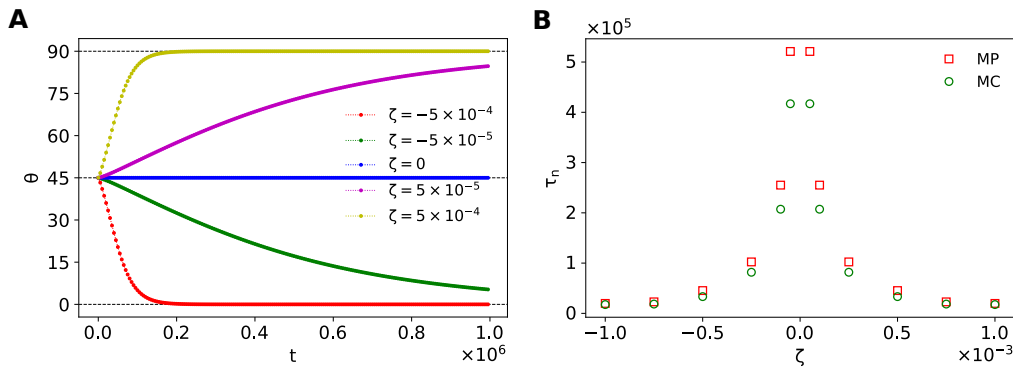 A
90
75
60
45
30
15
0
θ
ζ = −5 × 10⁻⁴
ζ = −5 × 10⁻⁵
ζ = 0
ζ = 5 × 10⁻⁵
ζ = 5 × 10⁻⁴
0.0 0.2 0.4 0.6 0.8 1.0
t
×10⁶
B
×10⁵
5
4
3
2
1
0
τₙ
MP
MC
−1.0 −0.5 0.0 0.5 1.0
ζ
×10⁻³